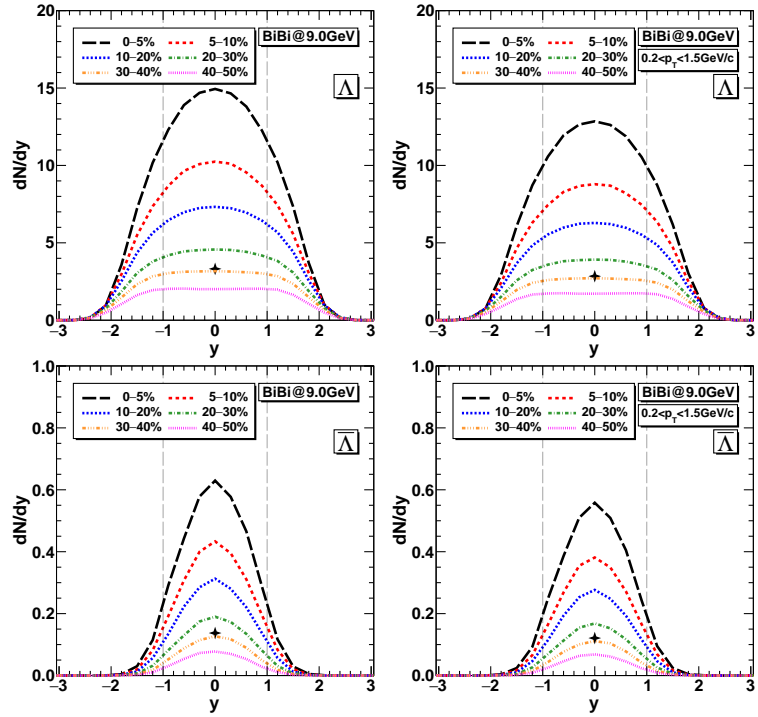 dN/dy
20
15
10
5
0
BiBi@9.0GeV
0–5% 5–10%
10–20% 20–30%
30–40% 40–50%
Λ
−3 −2 −1 0 1 2 3
y
dN/dy
20
15
10
5
0
BiBi@9.0GeV
0.2<p_T<1.5GeV/c
0–5% 5–10%
10–20% 20–30%
30–40% 40–50%
Λ
−3 −2 −1 0 1 2 3
y
dN/dy
1.0
0.8
0.6
0.4
0.2
0.0
BiBi@9.0GeV
0–5% 5–10%
10–20% 20–30%
30–40% 40–50%
Λ̅
−3 −2 −1 0 1 2 3
y
dN/dy
1.0
0.8
0.6
0.4
0.2
0.0
BiBi@9.0GeV
0.2<p_T<1.5GeV/c
0–5% 5–10%
10–20% 20–30%
30–40% 40–50%
Λ̅
−3 −2 −1 0 1 2 3
y